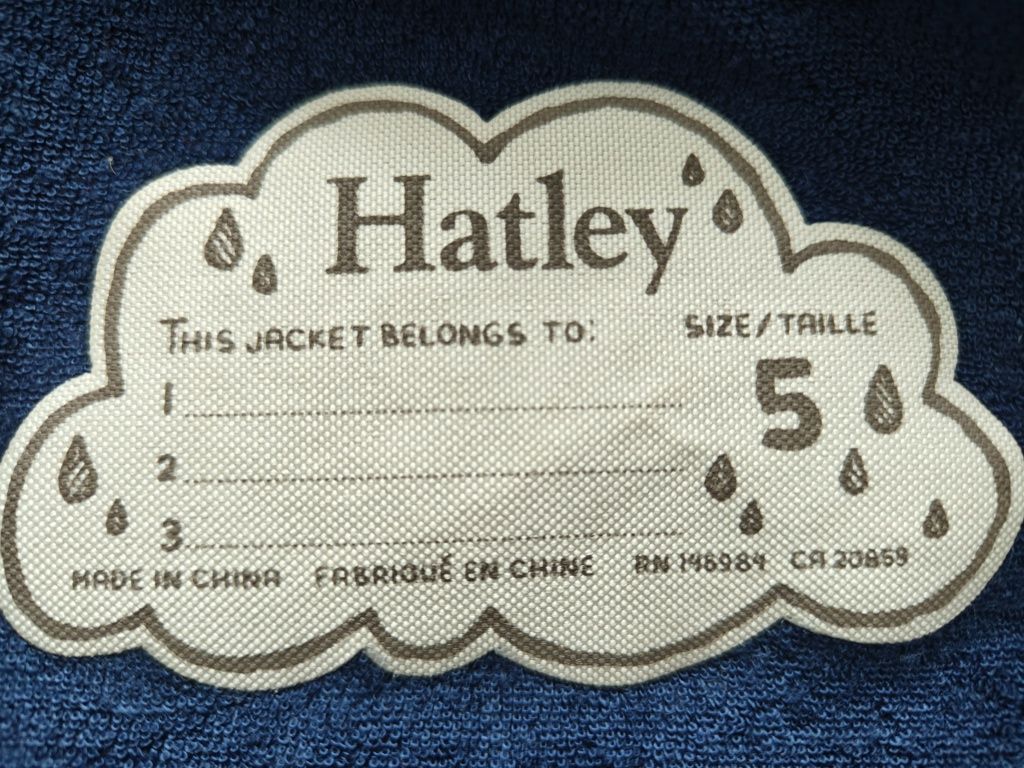 Hatley
THIS JACKET BELONGS TO:
SIZE/TAILLE
5
1
2
3
MADE IN CHINA FABRIQUÉ EN CHINE RN 146984 CA 20859